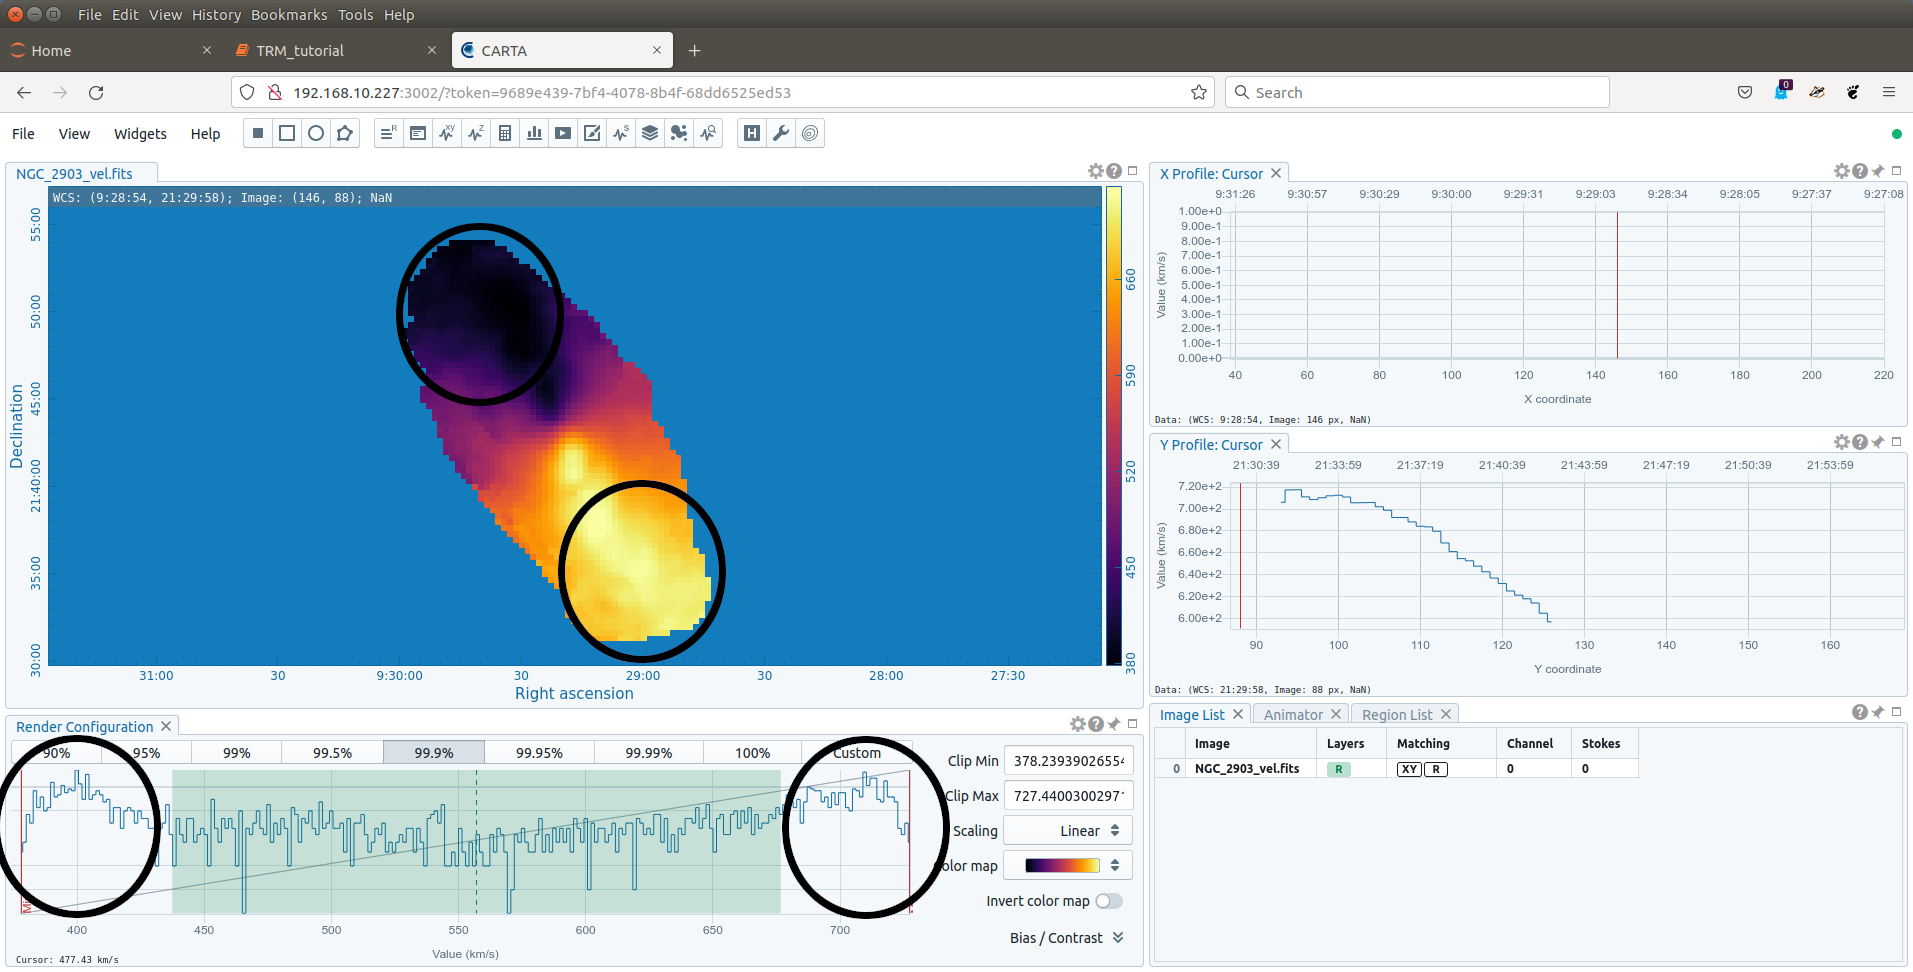 File Edit View History Bookmarks Tools Help
Home
TRM_tutorial
CARTA
192.168.10.227:3002/?token=9689e439-7bf4-4078-8b4f-68dd6525ed53
Search
0
File View Widgets Help
R
XY
Z
S
H
NGC_2903_vel.fits
WCS: (9:28:54, 21:29:58); Image: (146, 88); NaN
Declination
55:00
50:00
45:00
21:40:00
35:00
30:00
31:00 30 9:30:00 30 29:00 30 28:00 27:30
Right ascension
660
590
520
450
380
Render Configuration
90% 95% 99% 99.5% 99.9% 99.95% 99.99% 100% Custom
400 450 500 550 600 650 700
Value (km/s)
Cursor: 477.43 km/s
Clip Min 378.23939026554
Clip Max
Scaling Linear
Color map
Invert color map
Bias / Contrast
X Profile: Cursor
9:31:26 9:30:57 9:30:29 9:30:00 9:29:31 9:29:03 9:28:34 9:28:05 9:27:37 9:27:08
Value (km/s)
1.00e+0
9.00e-1
8.00e-1
7.00e-1
6.00e-1
5.00e-1
4.00e-1
3.00e-1
2.00e-1
1.00e-1
0.00e+0
40 60 80 100 120 140 160 180 200 220
X coordinate
Data: (WCS: 9:28:54, Image: 146 px, NaN)
Y Profile: Cursor
21:30:39 21:33:59 21:37:19 21:40:39 21:43:59 21:47:19 21:50:39 21:53:59
Value (km/s)
7.20e+2
7.00e+2
6.80e+2
6.60e+2
6.40e+2
6.20e+2
6.00e+2
90 100 110 120 130 140 150 160
Y coordinate
Data: (WCS: 21:29:58, Image: 88 px, NaN)
Image List Animator Region List
Image Layers Matching Channel Stokes
0 NGC_2903_vel.fits R XY R 0 0